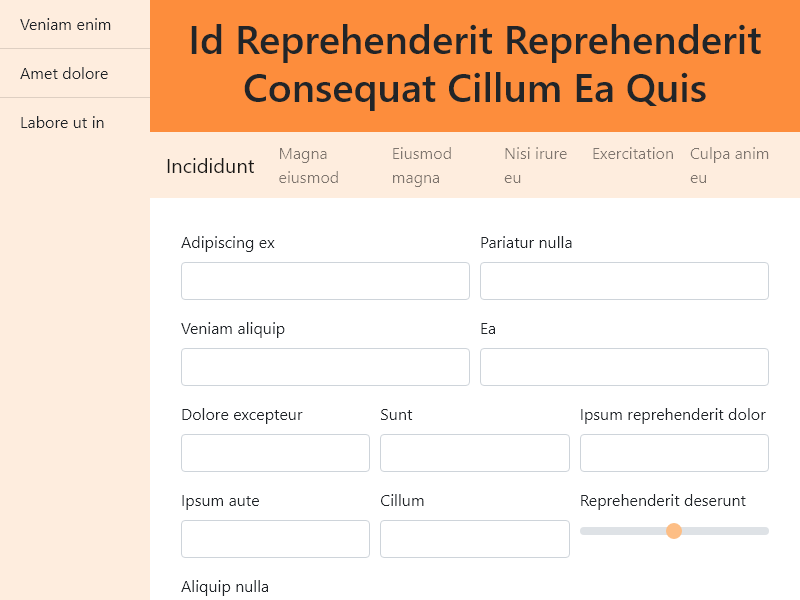 Veniam enim
Amet dolore
Labore ut in
Id Reprehenderit Reprehenderit
Consequat Cillum Ea Quis
Incididunt
Magna
eiusmod
Eiusmod
magna
Nisi irure
eu
Exercitation
Culpa anim
eu
Adipiscing ex
Pariatur nulla
Veniam aliquip
Ea
Dolore excepteur
Sunt
Ipsum reprehenderit dolor
Ipsum aute
Cillum
Reprehenderit deserunt
Aliquip nulla